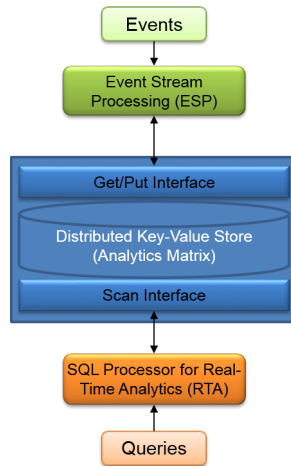 Events
Event Stream
Processing (ESP)
Get/Put Interface
Distributed Key-Value Store
(Analytics Matrix)
Scan Interface
SQL Processor for Real-
Time Analytics (RTA)
Queries